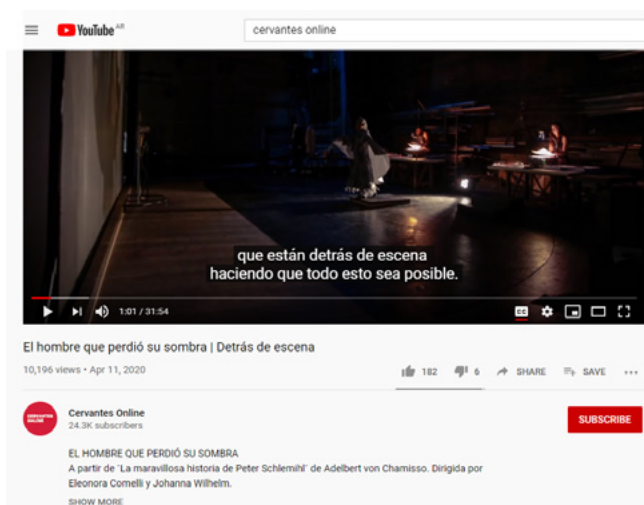 YouTube AR
cervantes online
que están detrás de escena
haciendo que todo esto sea posible.
1:01 / 31:54
CC
El hombre que perdió su sombra | Detrás de escena
10,196 views • Apr 11, 2020
182 6 SHARE SAVE
CERVANTES
ONLINE
Cervantes Online
24.3K subscribers
SUBSCRIBE
EL HOMBRE QUE PERDIÓ SU SOMBRA
A partir de ´La maravillosa historia de Peter Schlemihl´ de Adelbert von Chamisso. Dirigida por
Eleonora Comelli y Johanna Wilhelm.
SHOW MORE